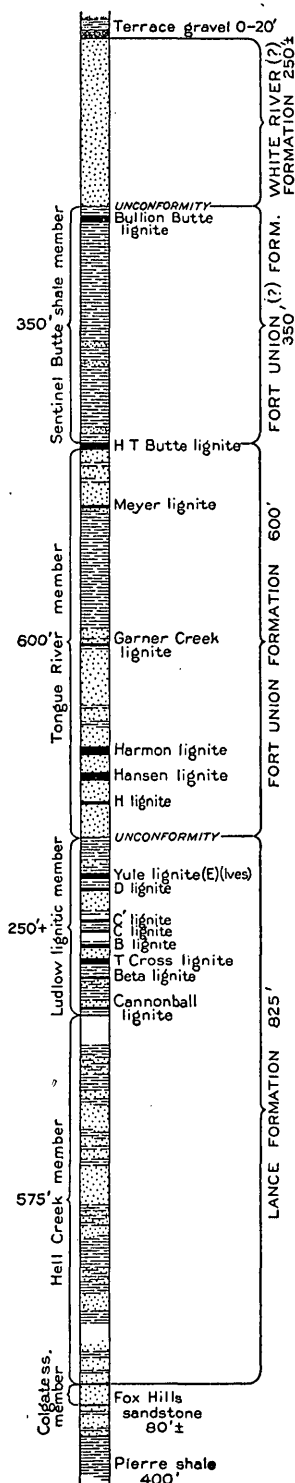 Terrace gravel 0-20'
WHITE RIVER (?)
FORMATION 250±
UNCONFORMITY
Byllion Butte
lignite
Sentinel Butte shale member
350'
FORT UNION (?) FORM.
350'
H T Butte lignite
Meyer lignite
Tongue River member
600'
Garner Creek
lignite
FORT UNION FORMATION 600'
Harmon lignite
Hansen lignite
H lignite
UNCONFORMITY
Ludlow lignitic member
250'+
Yule lignite (E)(Ives)
D lignite
C' lignite
C lignite
B lignite
T Cross lignite
Beta lignite
Cannonball
lignite
LANCE FORMATION 825'
Hell Creek member
575'
Colgate ss.
member
Fox Hills
sandstone
80'±
Pierre shale
400'